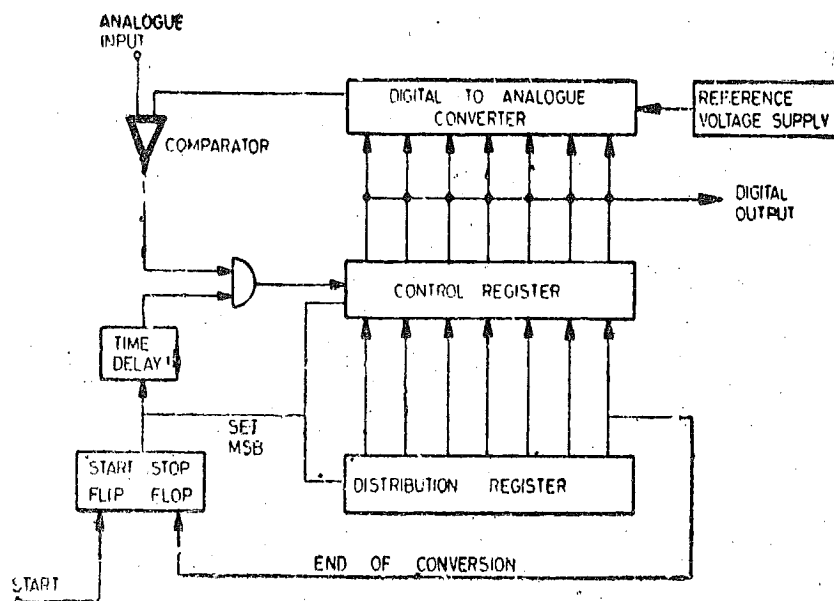 ANALOGUE
INPUT
DIGITAL TO ANALOGUE
CONVERTER
REFERENCE
VOLTAGE SUPPLY
COMPARATOR
DIGITAL
OUTPUT
CONTROL REGISTER
TIME
DELAY
SET
MSB
START STOP
FLIP FLOP
DISTRIBUTION REGISTER
END OF CONVERSION
START